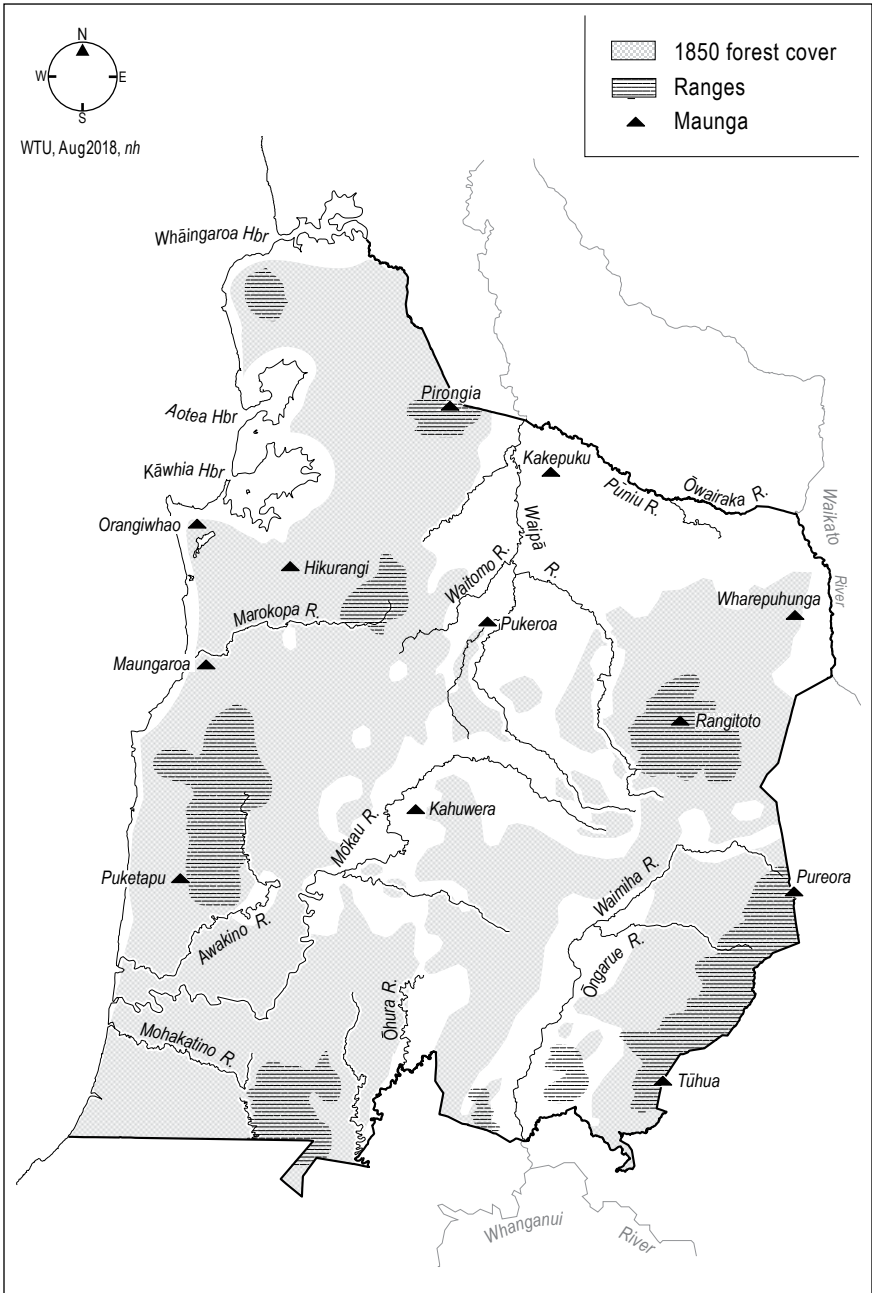 N
W
E
S
WTU, Aug2018, nh
1850 forest cover
Ranges
Maunga
Whāingaroa Hbr
Pirongia
Aotea Hbr
Kāwhia Hbr
Kakepuku
Pūniu R.
Ōwairaka R.
Waikato
River
Orangiwhao
Waipā
R.
Hikurangi
Waitomo R.
Marokopa R.
Pukeroa
Wharepuhunga
Maungaroa
Rangitoto
Kahuwera
Mōkau R.
Puketapu
Waimiha R.
Pureora
Awakino R.
Ōngarue R.
Ōhura R.
Mohakatino R.
Tūhua
Whanganui
River